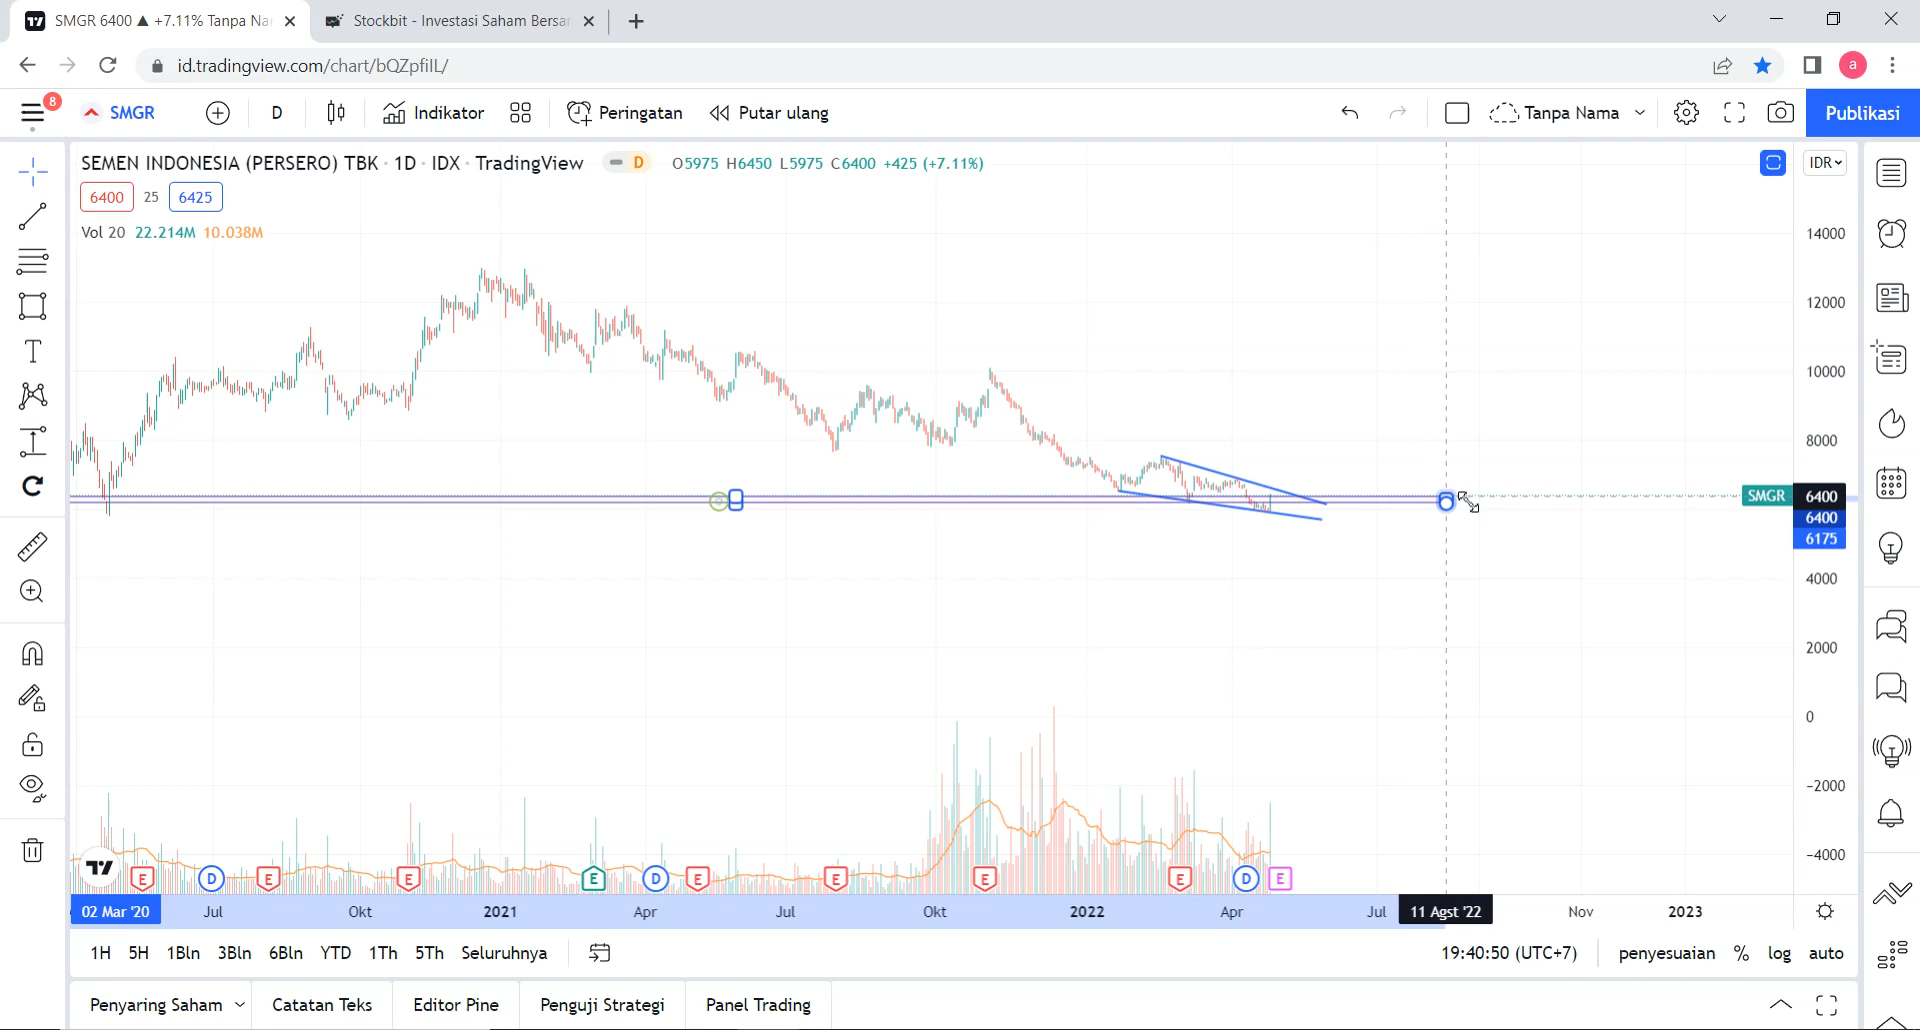 SMGR 6400 ▲ +7.11% Tanpa Na
Stockbit - Investasi Saham Bersan
id.tradingview.com/chart/bQZpfiIL/
a
8
SMGR
D
Indikator
Peringatan
Putar ulang
Tanpa Nama
Publikasi
SEMEN INDONESIA (PERSERO) TBK · 1D · IDX · TradingView
D
O5975 H6450 L5975 C6400 +425 (+7.11%)
IDR
6400 25 6425
Vol 20 22.214M 10.038M
14000
12000
10000
8000
SMGR 6400
6400
6175
4000
2000
0
−2000
−4000
E D E E E D E E E E D E
02 Mar '20 Jul Okt 2021 Apr Jul Okt 2022 Apr Jul 11 Agst '22 Nov 2023
1H 5H 1Bln 3Bln 6Bln YTD 1Th 5Th Seluruhnya
19:40:50 (UTC+7)
penyesuaian % log auto
Penyaring Saham
Catatan Teks
Editor Pine
Penguji Strategi
Panel Trading